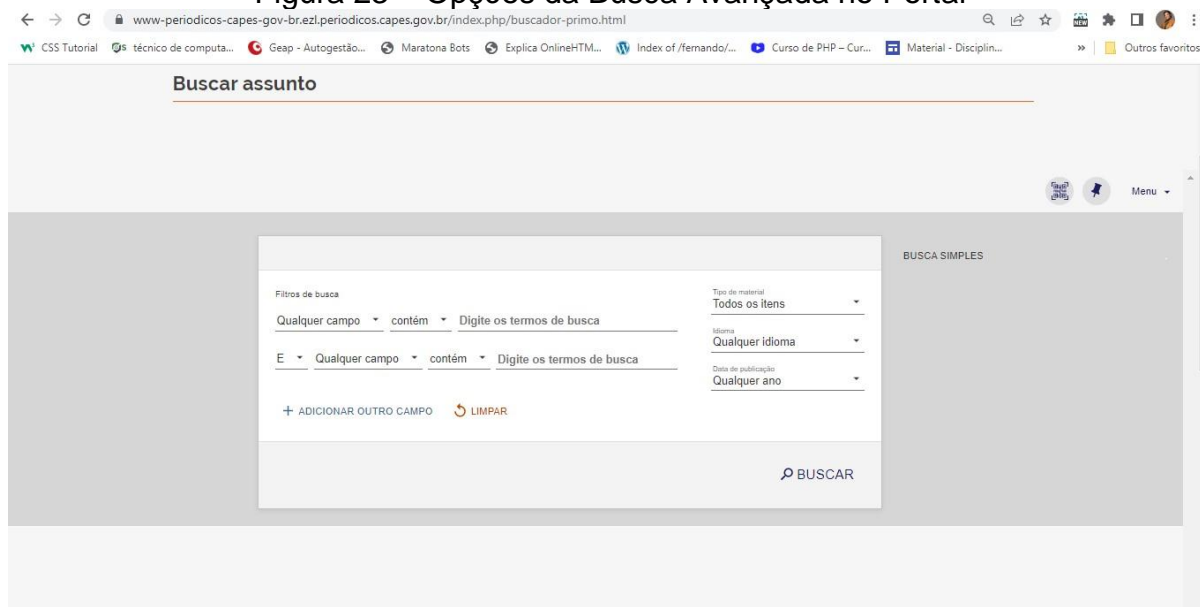 Figura 28 – Opções da Busca Avançada no Portal
www-periodicos-capes-gov-br.ezl.periodicos.capes.gov.br/index.php/buscador-primo.html
CSS Tutorial técnico de computa... Geap - Autogestão... Maratona Bots Explica OnlineHTM... Index of /fernando/... Curso de PHP – Cur... Material - Disciplin... » Outros favoritos
Buscar assunto
Menu
BUSCA SIMPLES
Filtros de busca
Qualquer campo contém Digite os termos de busca
E Qualquer campo contém Digite os termos de busca
+ ADICIONAR OUTRO CAMPO LIMPAR
Tipo de material
Todos os itens
Idioma
Qualquer idioma
Data de publicação
Qualquer ano
BUSCAR